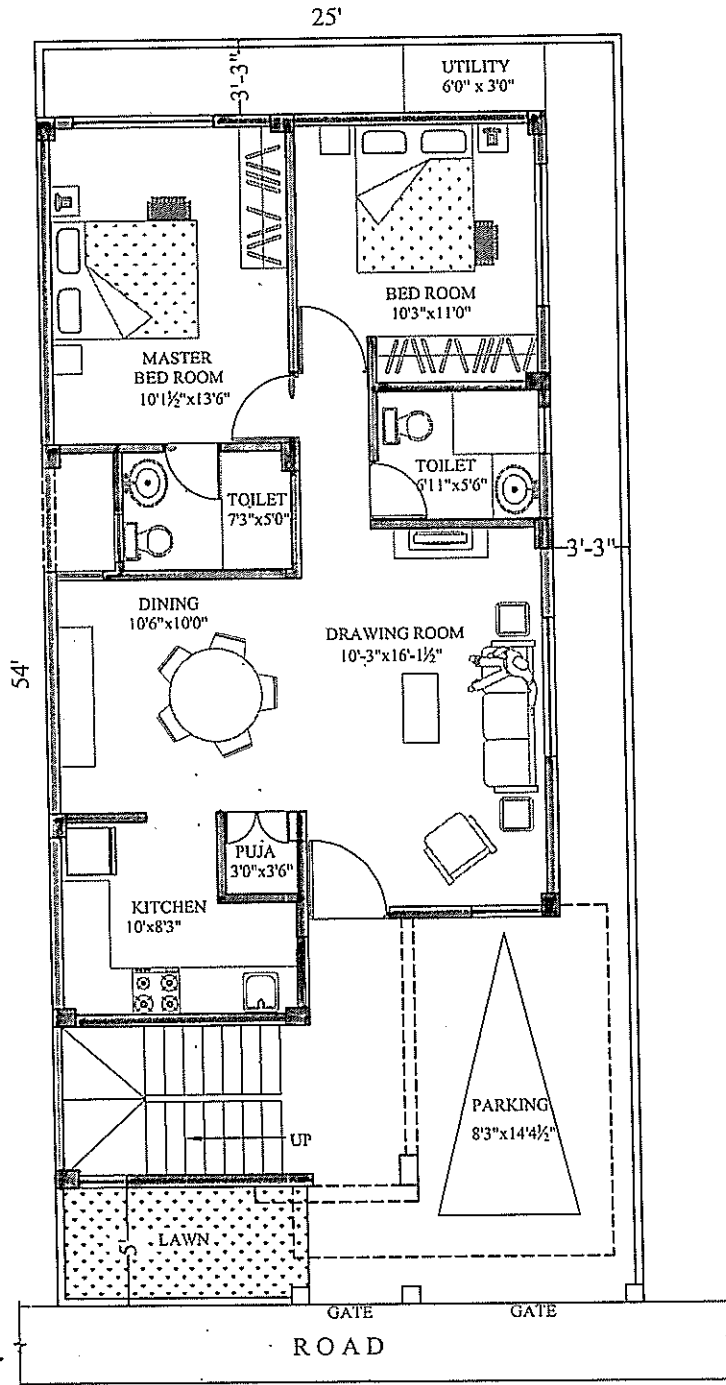 25'
3'-3"
UTILITY
6'0" x 3'0"
BED ROOM
10'3"x11'0"
MASTER
BED ROOM
10'1½"x13'6"
TOILET
6'11"x5'6"
TOILET
7'3"x5'0"
3'-3"
DINING
10'6"x10'0"
DRAWING ROOM
10'-3"x16'-1½"
54'
PUJA
3'0"x3'6"
KITCHEN
10'x8'3"
PARKING
8'3"x14'4½"
UP
LAWN
5'
GATE
GATE
ROAD